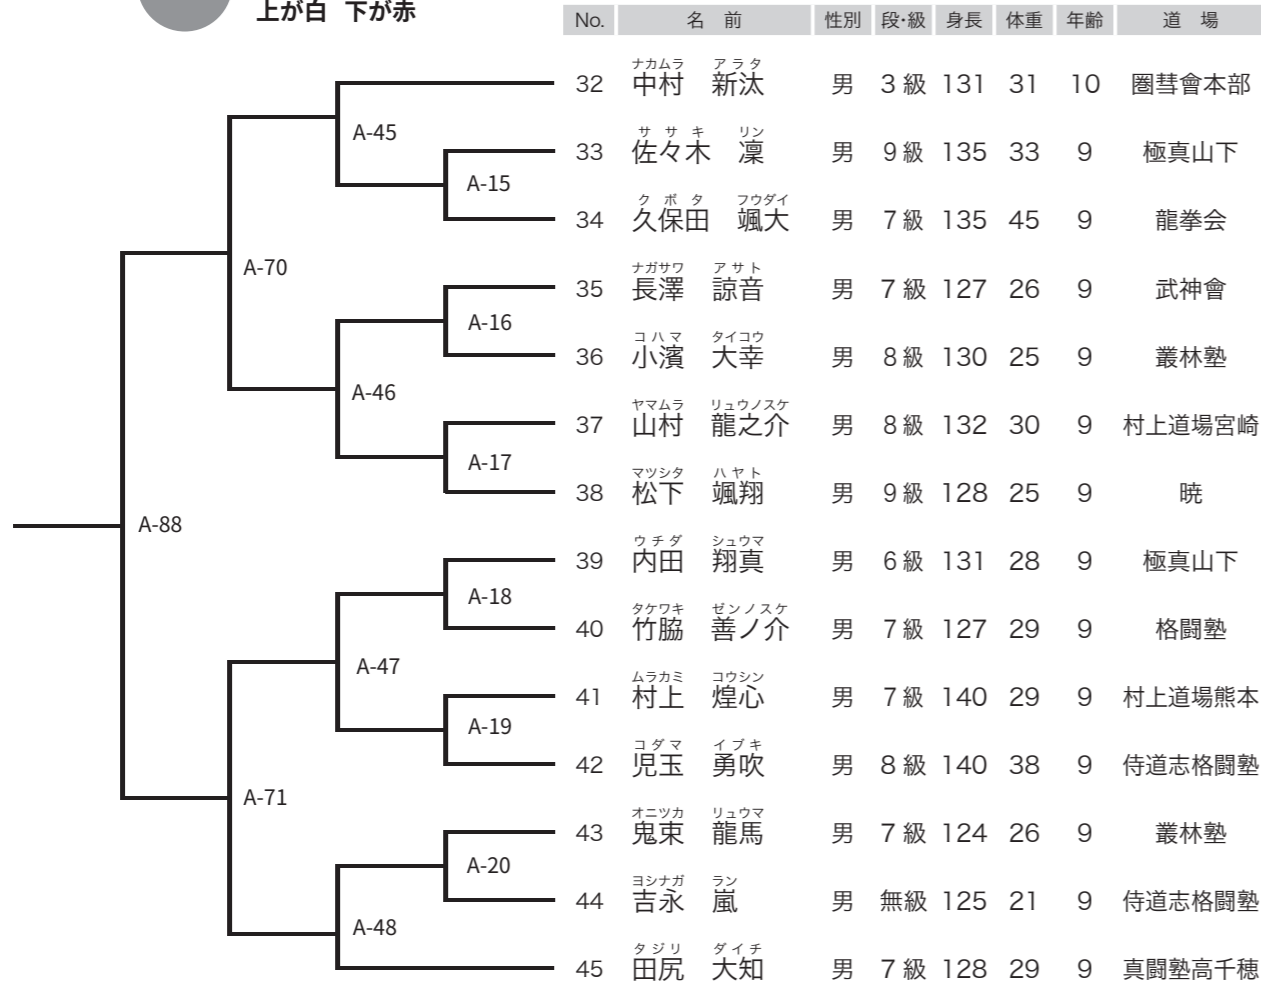 上が白 下が赤
No. 名 前 性別 段・級 身長 体重 年齢 道 場
ナカムラ アラタ
32 中村 新汰 男 3級 131 31 10 圏彗會本部
A-45
ササキ リン
33 佐々木 凜 男 9級 135 33 9 極真山下
A-15
クボタ フウダイ
34 久保田 颯大 男 7級 135 45 9 龍拳会
A-70
ナガサワ アサト
35 長澤 諒音 男 7級 127 26 9 武神會
A-16
コハマ タイコウ
36 小濱 大幸 男 8級 130 25 9 叢林塾
A-46
ヤマムラ リュウノスケ
37 山村 龍之介 男 8級 132 30 9 村上道場宮崎
A-17
マツシタ ハヤト
38 松下 颯翔 男 9級 128 25 9 暁
A-88
ウチダ シュウマ
39 内田 翔真 男 6級 131 28 9 極真山下
A-18
タケワキ ゼンノスケ
40 竹脇 善ノ介 男 7級 127 29 9 格闘塾
A-47
ムラカミ コウシン
41 村上 煌心 男 7級 140 29 9 村上道場熊本
A-19
コダマ イブキ
42 児玉 勇吹 男 8級 140 38 9 侍道志格闘塾
A-71
オニツカ リュウマ
43 鬼束 龍馬 男 7級 124 26 9 叢林塾
A-20
ヨシナガ ラン
44 吉永 嵐 男 無級 125 21 9 侍道志格闘塾
A-48
タジリ ダイチ
45 田尻 大知 男 7級 128 29 9 真闘塾高千穂